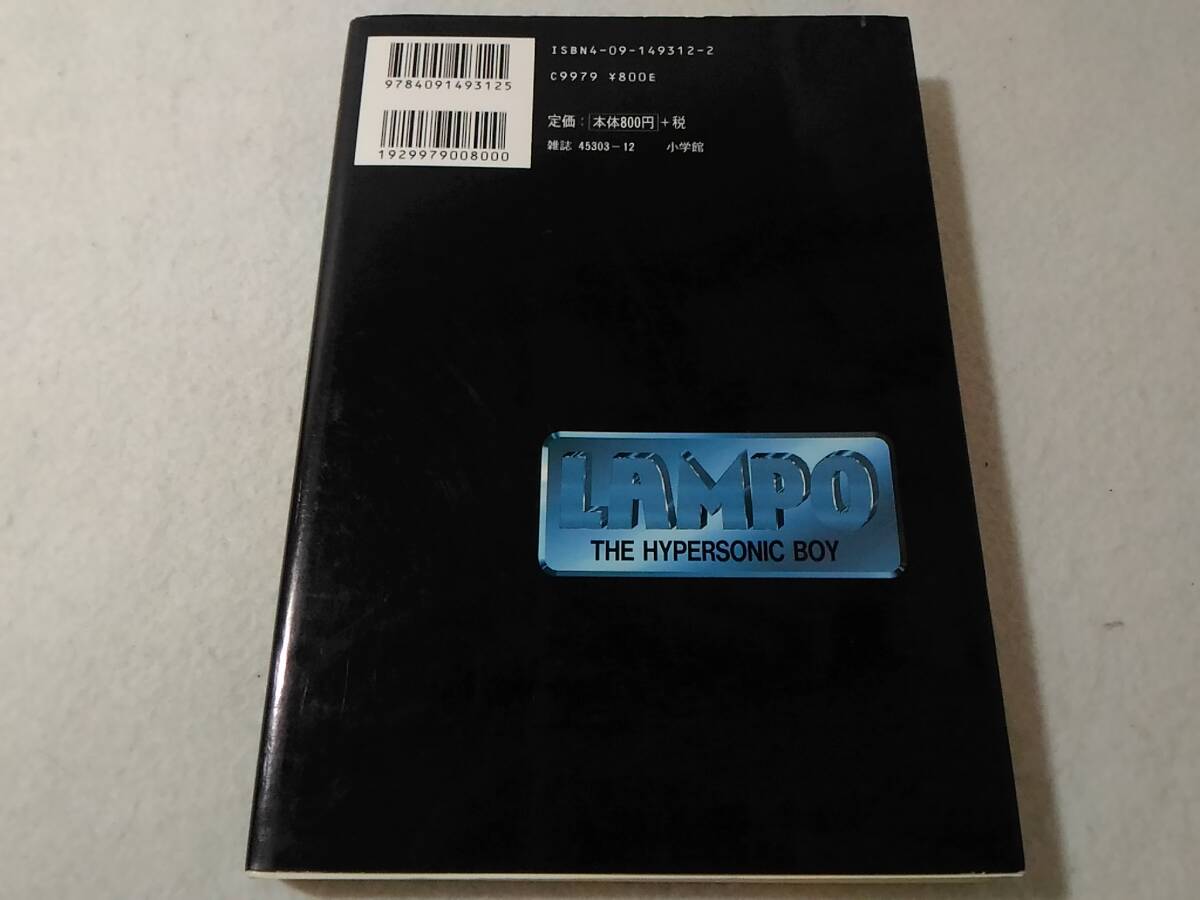 ISBN4-09-149312-2
9784091493125
C9979 ¥800E
定価：本体800円＋税
1929979008000
雑誌 45303-12 小学館
LAMPO
THE HYPERSONIC BOY